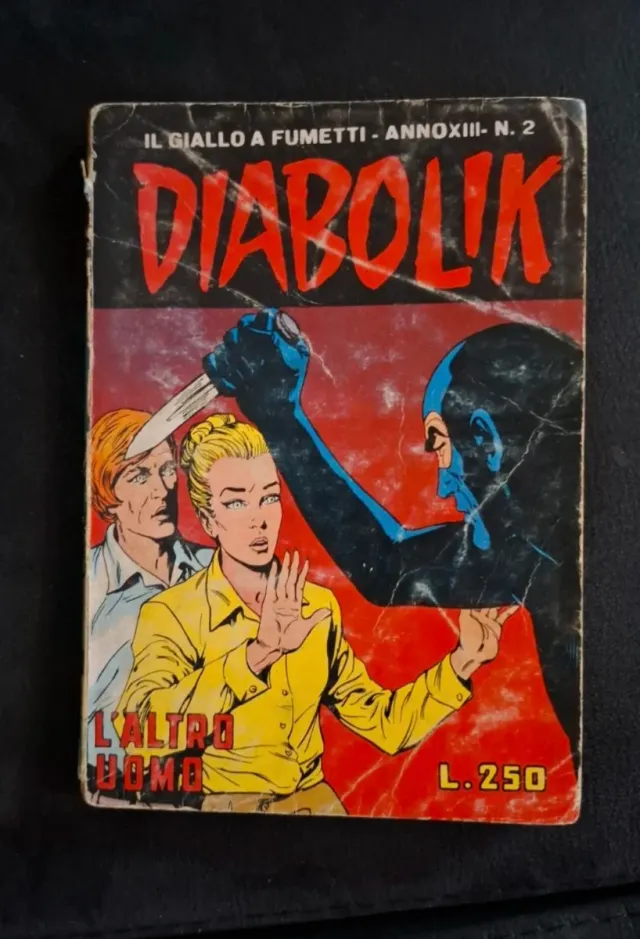 IL GIALLO A FUMETTI - ANNOXIII- N. 2
DIABOLIK
L'ALTRO
UOMO
L.250